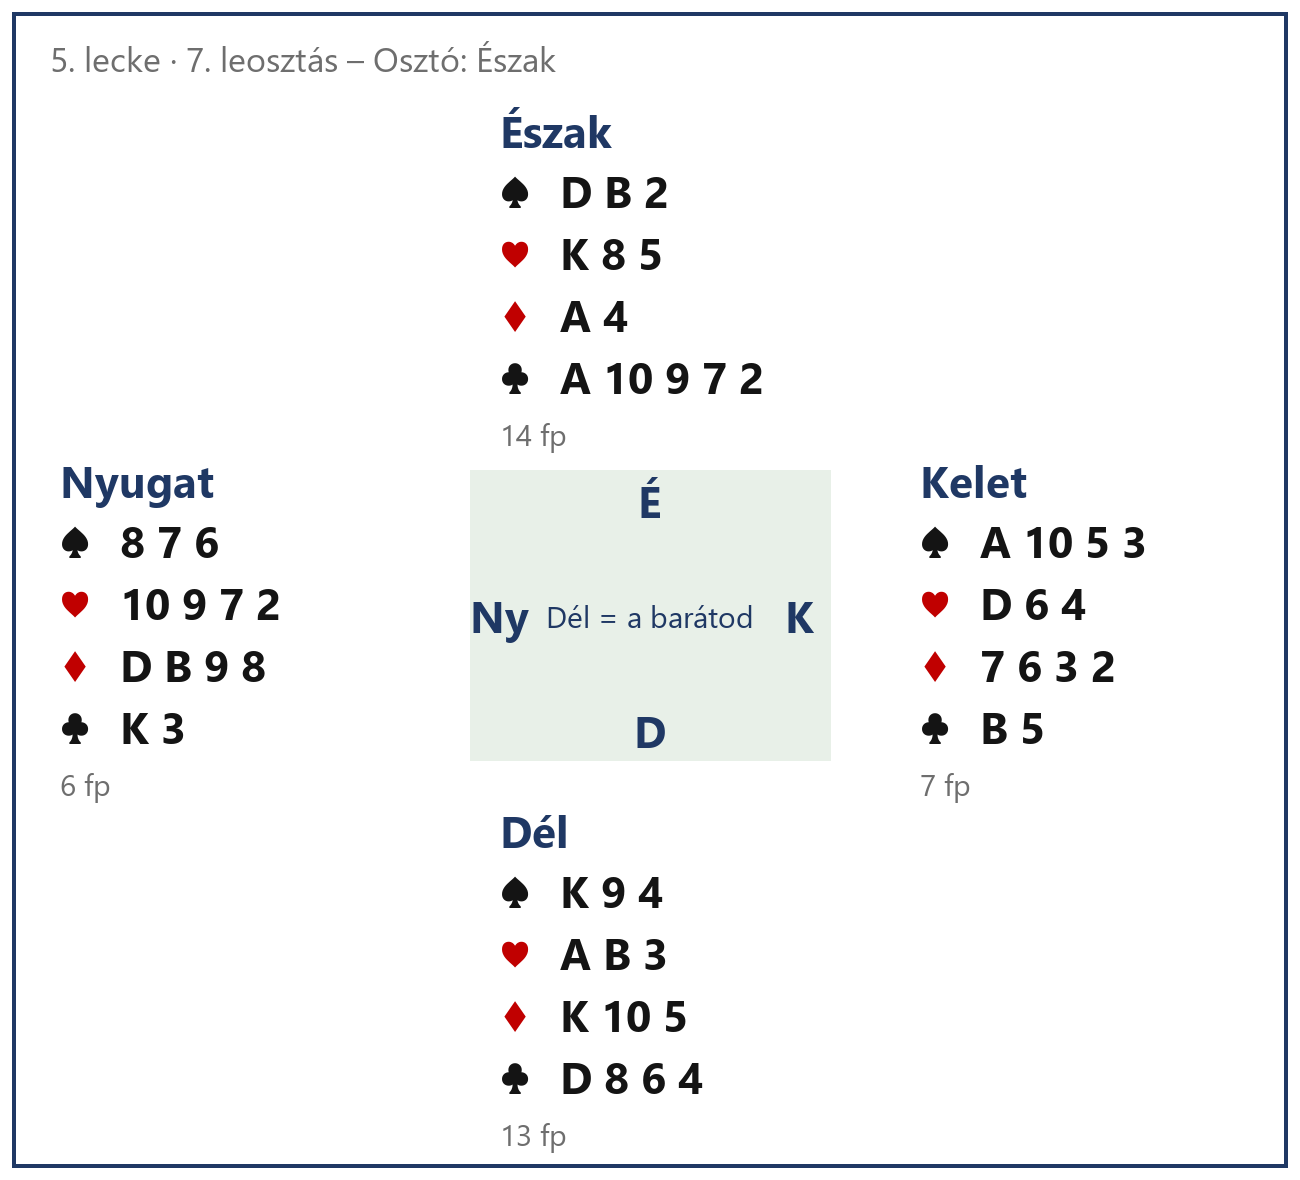 5. lecke · 7. leosztás – Osztó: Észak
Észak
♠ D B 2
♥ K 8 5
♦ A 4
♣ A 10 9 7 2
14 fp
Nyugat
♠ 8 7 6
♥ 10 9 7 2
♦ D B 9 8
♣ K 3
6 fp
É
Ny Dél = a barátod K
D
Kelet
♠ A 10 5 3
♥ D 6 4
♦ 7 6 3 2
♣ B 5
7 fp
Dél
♠ K 9 4
♥ A B 3
♦ K 10 5
♣ D 8 6 4
13 fp